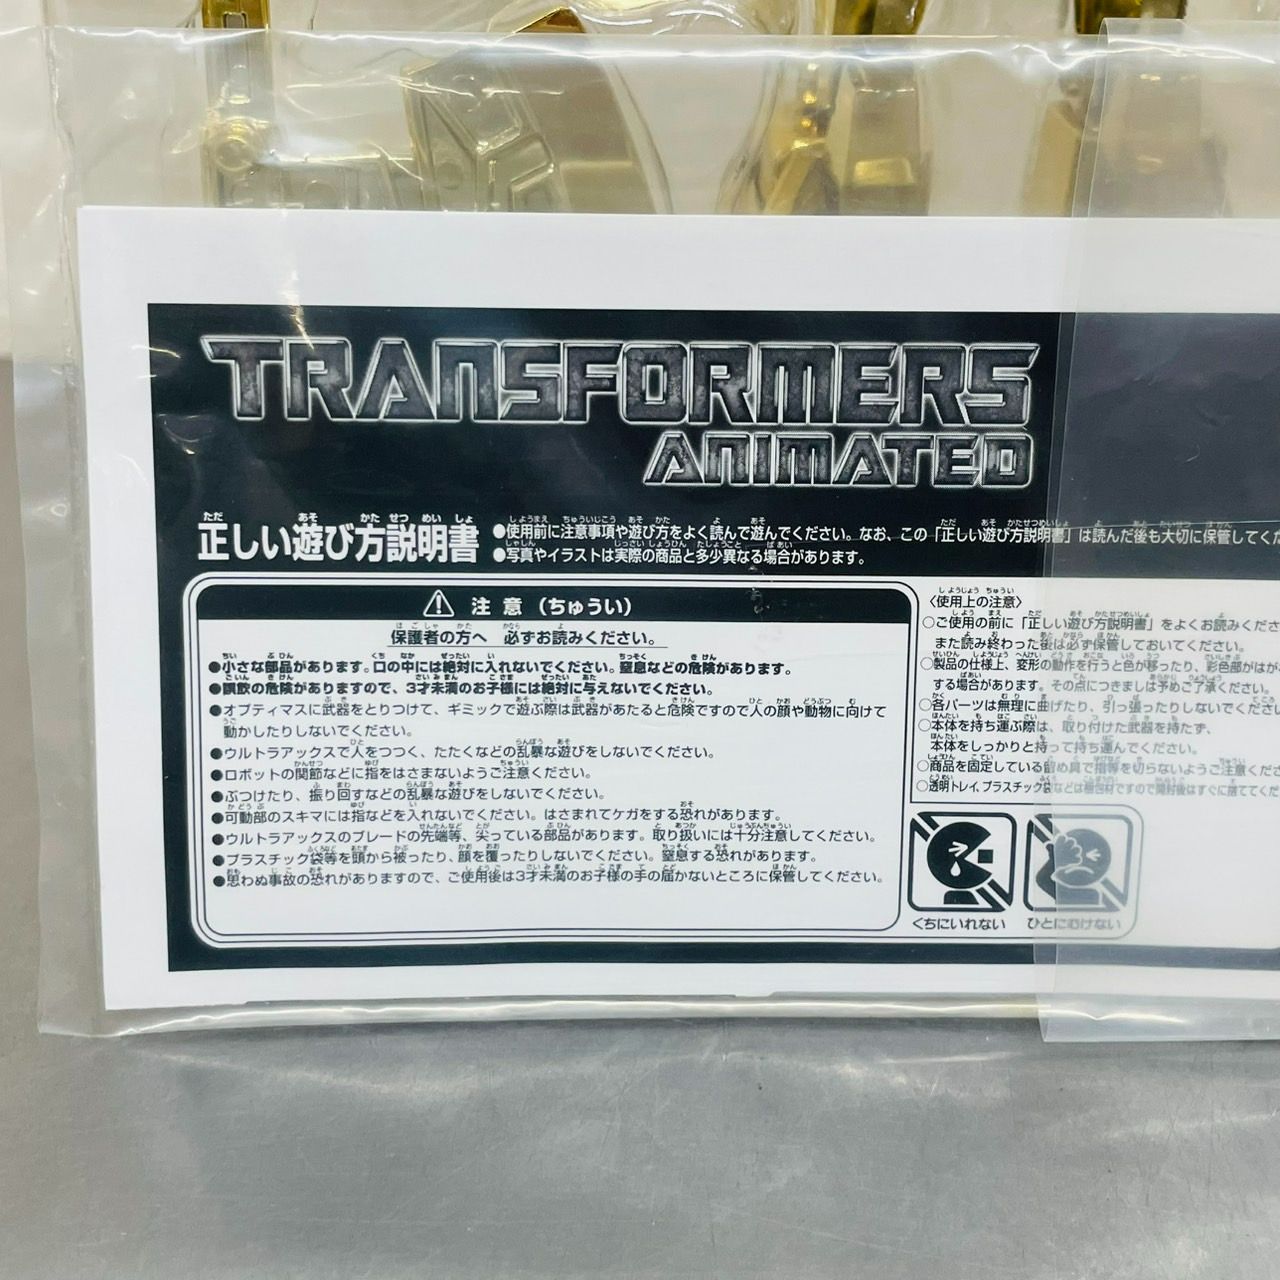 TRANSFORMERS
ANIMATED
正しい遊び方説明書
●使用前に注意事項や遊び方をよく読んで遊んでください。なお、この「正しい遊び方説明書」は読んだ後も大切に保管してくだ
●写真やイラストは実際の商品と多少異なる場合があります。
⚠ 注意(ちゅうい)
保護者の方へ 必ずお読みください。
●小さな部品があります。口の中には絶対に入れないでください。窒息などの危険があります。
●誤飲の危険がありますので、3才未満のお子様には絶対に与えないでください。
●オプティマスに武器をとりつけて、ギミックで遊ぶ際は武器があたると危険ですので人の顔や動物に向けて
動かしたりしないでください。
●ウルトラアックスで人をつつく、たたくなどの乱暴な遊びをしないでください。
●ロボットの関節などに指をはさまないようご注意ください。
●ぶつけたり、振り回すなどの乱暴な遊びをしないでください。
●可動部のスキマには指などを入れないでください。はさまれてケガをする恐れがあります。
●ウルトラアックスのブレードの先端等、尖っている部品があります。取り扱いには十分注意してください。
●プラスチック袋等を頭から被ったり、顔を覆ったりしないでください。窒息する恐れがあります。
●思わぬ事故の恐れがありますので、ご使用後は3才未満のお子様の手の届かないところに保管してください。
〈使用上の注意〉
○ご使用の前に「正しい遊び方説明書」をよくお読みくださ
また読み終わった後は必ず保管しておいてください。
○製品の仕様上、変形の動作を行うと色が移ったり、彩色部がはが
する場合があります。その点につきましは予めご了承ください。
○各パーツは無理に曲げたり、引っ張ったりしないでください
○本体を持ち運ぶ際は、取り付けた武器を持たず、
本体をしっかりと持って持ち運んでください。
○商品を固定している留め具で指等を切らないようご注意くださ
○透明トレイ、プラスチック袋などは梱包材ですので開封後はすぐに捨ててくだ
くちにいれない
ひとにむけない